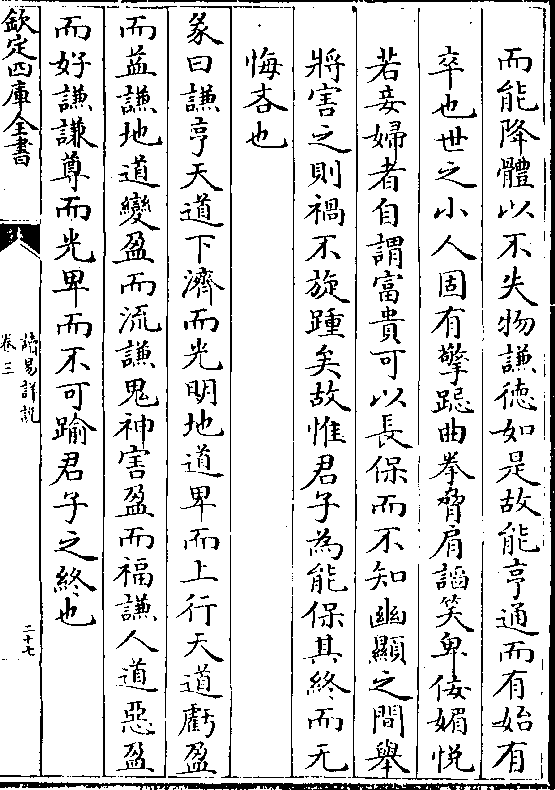 而能降體以不失物謙德如是故能亨通而有始有
卒也世之小人固有擎跽曲拳脅肩謟笑卑佞媚悦
若妾婦者自謂富貴可以長保而不知幽顯之間舉
將害之則禍不旋踵矣故惟君子為能保其終而无
悔吝也
彖曰謙亨天道下濟而光明地道卑而上行天道虧盈
而益謙地道變盈而流謙鬼神害盈而福謙人道惡盈
而好謙謙尊而光卑而不可踰君子之終也
欽定四庫全書
讀易詳說
卷三
二十七